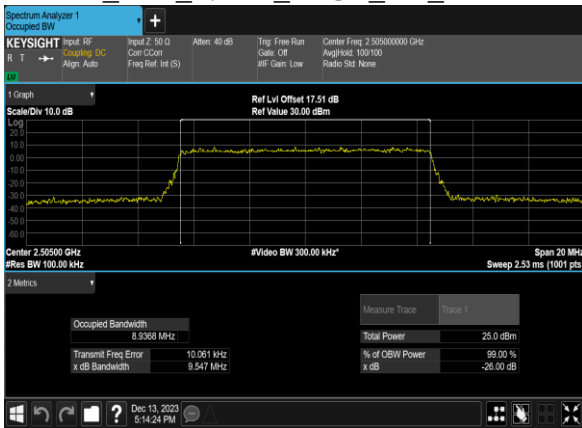 Spectrum Analyzer 1
Occupied BW
+
KEYSIGHT
R T
LV
Input: RF
Coupling: DC
Align: Auto
Input Z: 50 Ω
Corr CCorr
Freq Ref: Int (S)
Atten: 40 dB
Trig: Free Run
Gate: Off
#IF Gain: Low
Center Freq: 2.505000000 GHz
Avg|Hold: 100/100
Radio Std: None
1 Graph
Scale/Div 10.0 dB
Ref Lvl Offset 17.51 dB
Ref Value 30.00 dBm
Log
20.0
10.0
0.00
-10.0
-20.0
-30.0
-40.0
-50.0
-60.0
Center 2.50500 GHz
#Video BW 300.00 kHz*
Span 20 MHz
#Res BW 100.00 kHz
Sweep 2.53 ms (1001 pts)
2 Metrics
Measure Trace
Trace 1
Occupied Bandwidth
8.9368 MHz
Total Power
25.0 dBm
Transmit Freq Error
10.061 kHz
% of OBW Power
99.00 %
x dB Bandwidth
9.547 MHz
x dB
-26.00 dB
?
Dec 13, 2023
5:14:24 PM